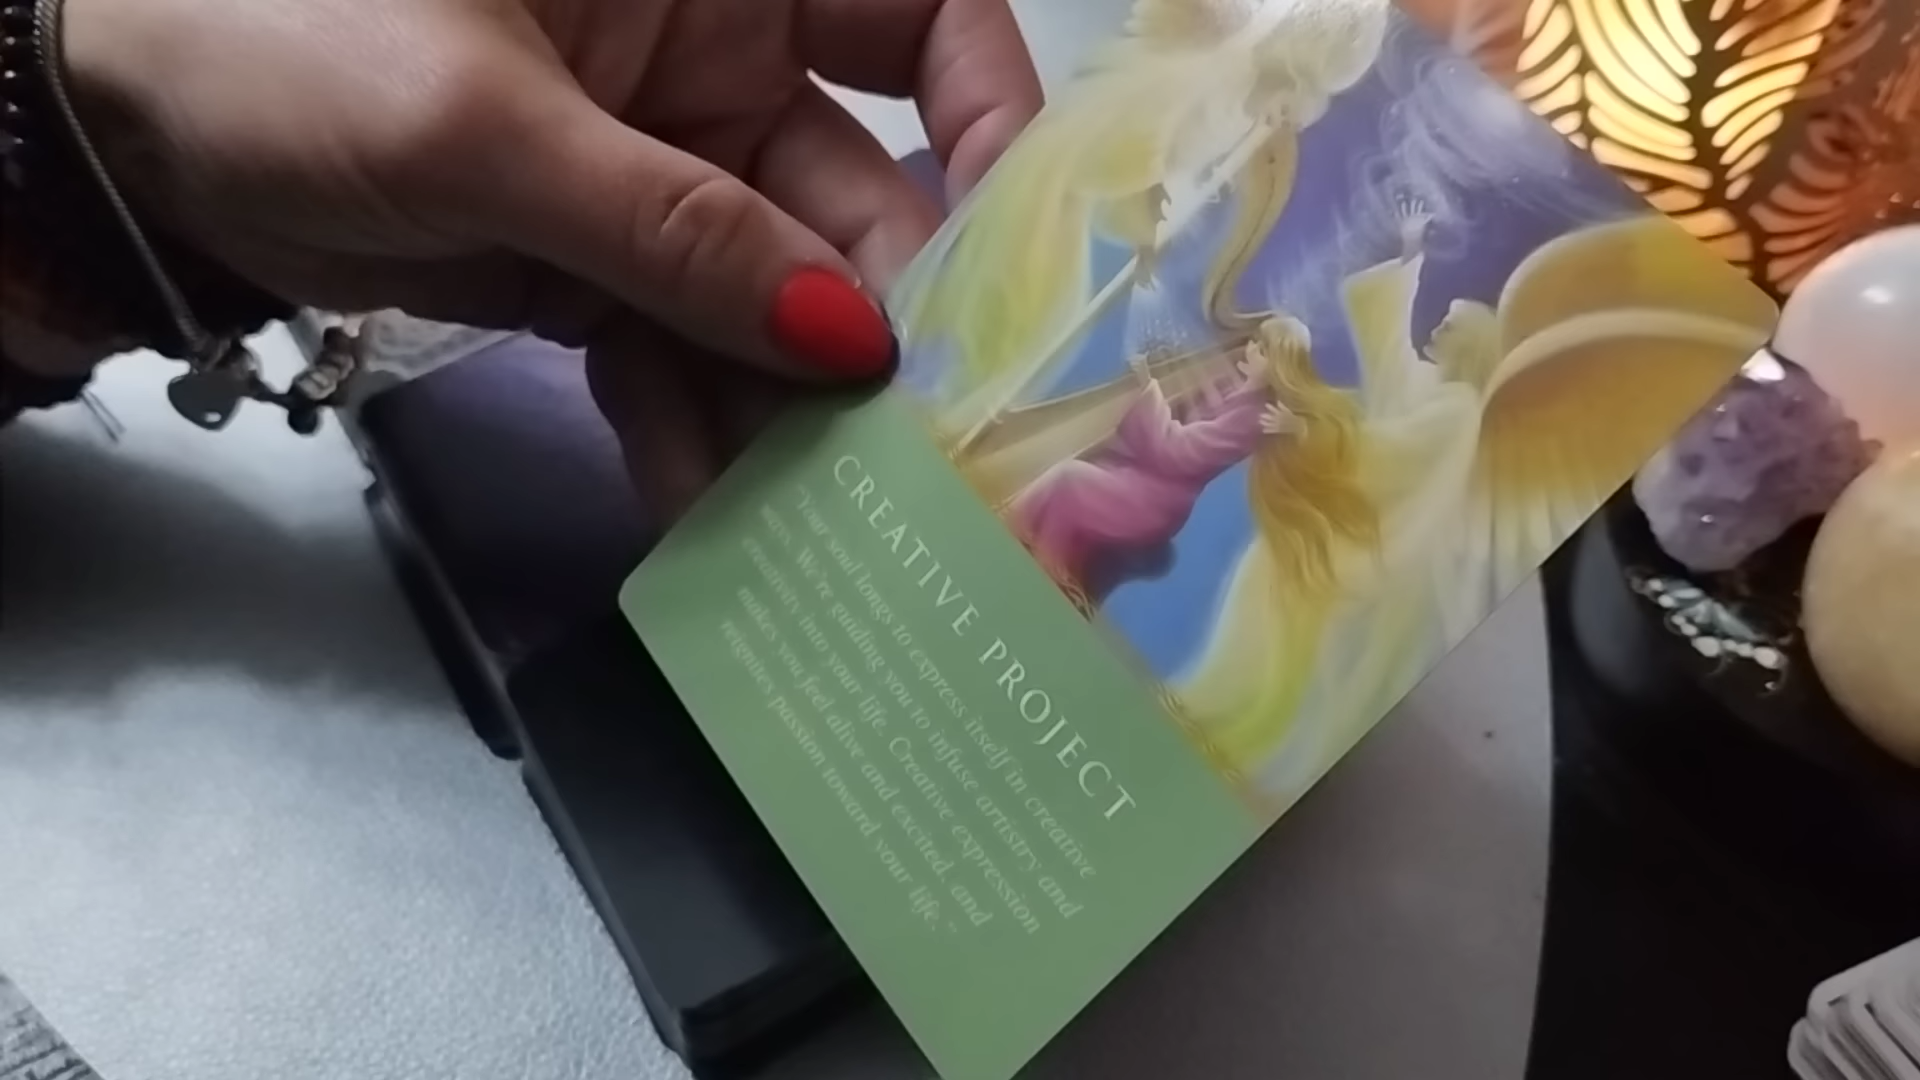 CREATIVE PROJECT
"Your soul longs to express itself in creative
ways. We're guiding you to infuse artistry and
creativity into your life. Creative expression
makes you feel alive and excited, and
reignites passion toward your life."